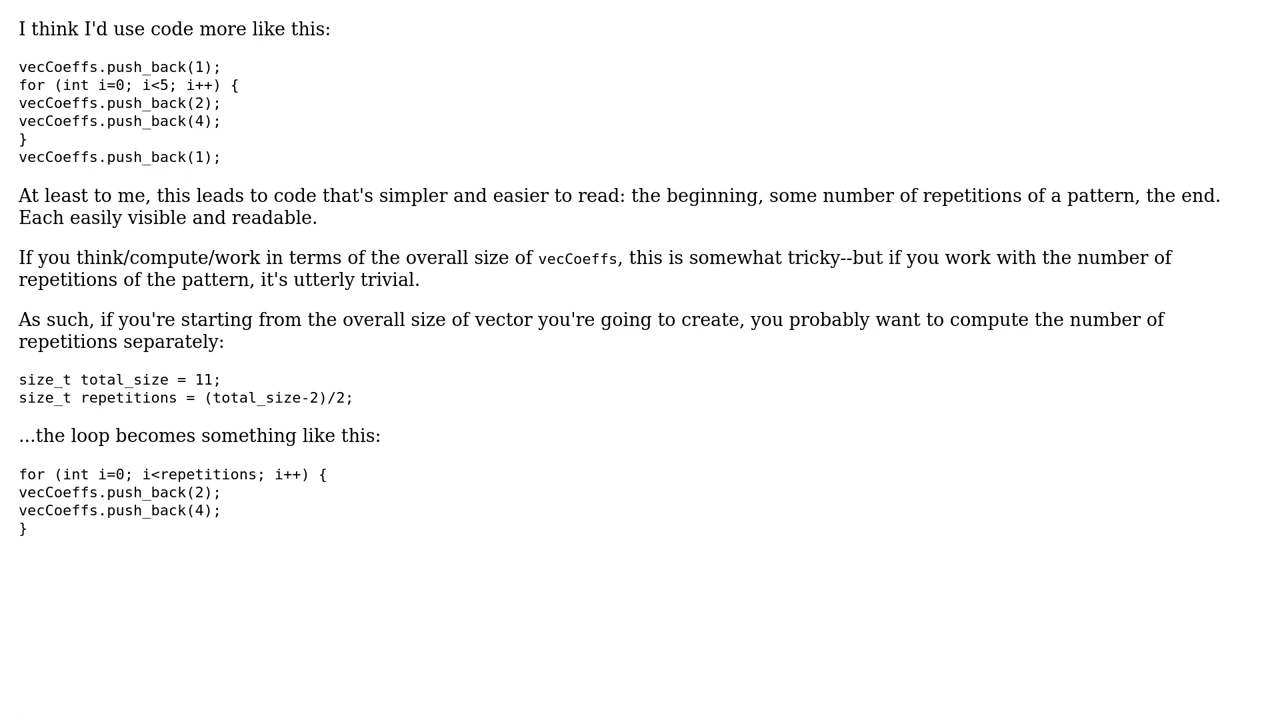 I think I'd use code more like this:
vecCoeffs.push_back(1);
for (int i=0; i<5; i++) {
vecCoeffs.push_back(2);
vecCoeffs.push_back(4);
}
vecCoeffs.push_back(1);
At least to me, this leads to code that's simpler and easier to read: the beginning, some number of repetitions of a pattern, the end.
Each easily visible and readable.
If you think/compute/work in terms of the overall size of vecCoeffs, this is somewhat tricky--but if you work with the number of
repetitions of the pattern, it's utterly trivial.
As such, if you're starting from the overall size of vector you're going to create, you probably want to compute the number of
repetitions separately:
size_t total_size = 11;
size_t repetitions = (total_size-2)/2;
...the loop becomes something like this:
for (int i=0; i<repetitions; i++) {
vecCoeffs.push_back(2);
vecCoeffs.push_back(4);
}